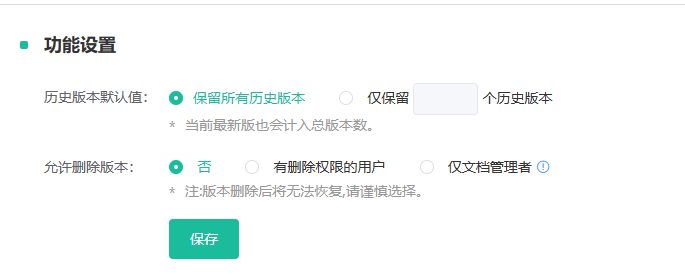 功能设置
历史版本默认值： 保留所有历史版本 仅保留 个历史版本
* 当前最新版也会计入总版本数。
允许删除版本： 否 有删除权限的用户 仅文档管理者
* 注:版本删除后将无法恢复,请谨慎选择。
保存